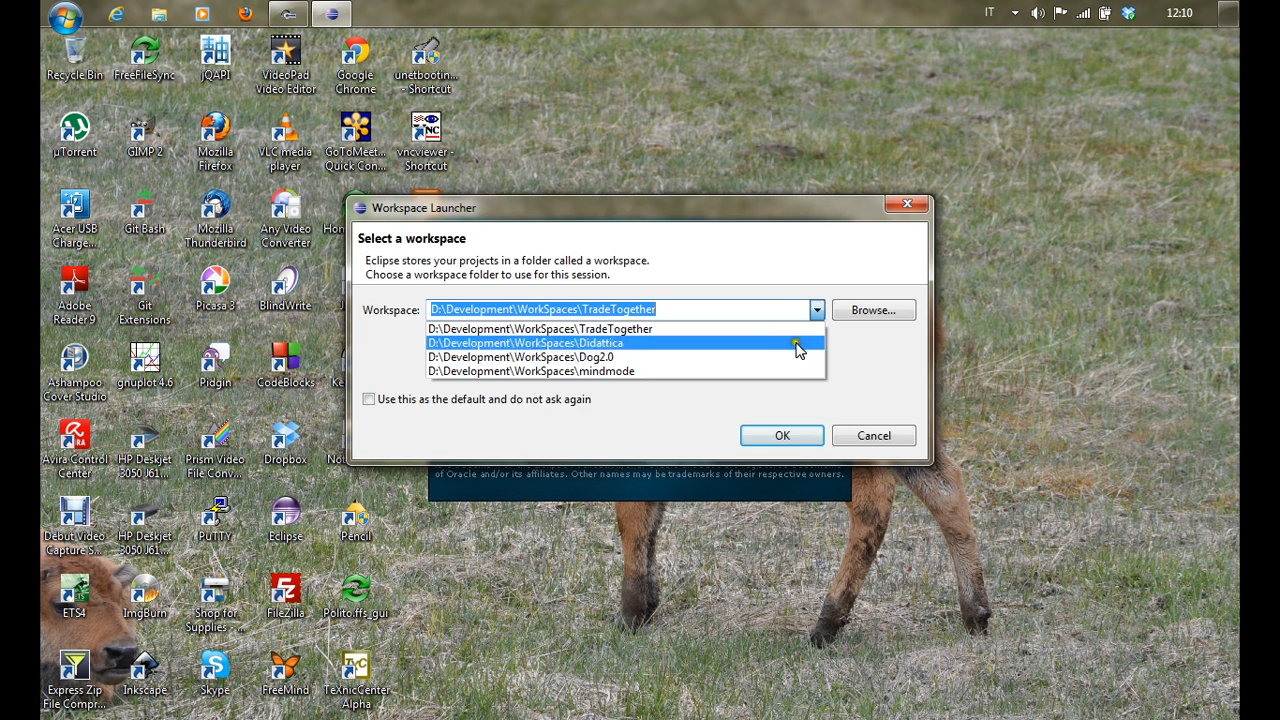 IT
12:10
Recycle Bin
FreeFileSync
jQAPI
VideoPad
Video Editor
Google
Chrome
unetbootin...
- Shortcut
µTorrent
GIMP 2
Mozilla
Firefox
VLC media
player
GoToMeet...
Quick Con...
vncviewer -
Shortcut
Acer USB
Charge...
Git Bash
Mozilla
Thunderbird
Any Video
Converter
Adobe
Reader 9
Git
Extensions
Picasa 3
BlindWrite
Ashampoo
Cover Studio
gnuplot 4.6
Pidgin
CodeBlocks
Avira Control
Center
HP Deskjet
3050 J61...
Prism Video
File Conv...
Dropbox
Debut Video
Capture S...
HP Deskjet
3050 J61...
PuTTY
Eclipse
Pencil
ETS4
ImgBurn
Shop for
Supplies - ...
FileZilla
Polito.ffs_gui
Express Zip
File Compr...
Inkscape
Skype
FreeMind
TeXnicCenter
Alpha
Workspace Launcher
Select a workspace
Eclipse stores your projects in a folder called a workspace.
Choose a workspace folder to use for this session.
Workspace: D:\Development\WorkSpaces\TradeTogether Browse...
D:\Development\WorkSpaces\TradeTogether
D:\Development\WorkSpaces\Didattica
D:\Development\WorkSpaces\Dog2.0
D:\Development\WorkSpaces\mindmode
Use this as the default and do not ask again
OK Cancel
of Oracle and/or its affiliates. Other names may be trademarks of their respective owners.